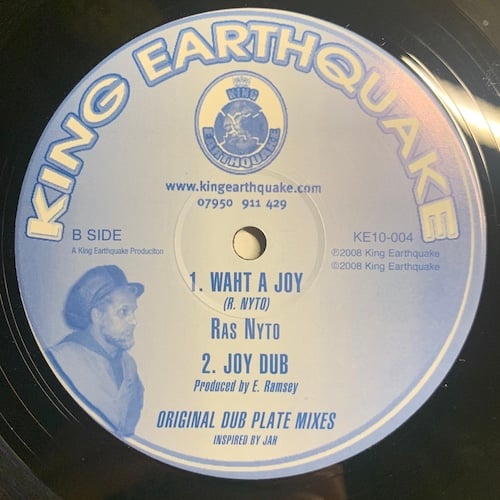 KING EARTHQUAKE
KING
EARTHQUAKE
www.kingearthquake.com
07950 911 429
B SIDE
A King Earthquake Produciton
KE10-004
℗2008 King Earthquake
©2008 King Earthquake
1. WAHT A JOY
(R. NYTO)
RAS NYTO
2. JOY DUB
Produced by E. Ramsey
ORIGINAL DUB PLATE MIXES
INSPIRED BY JAH